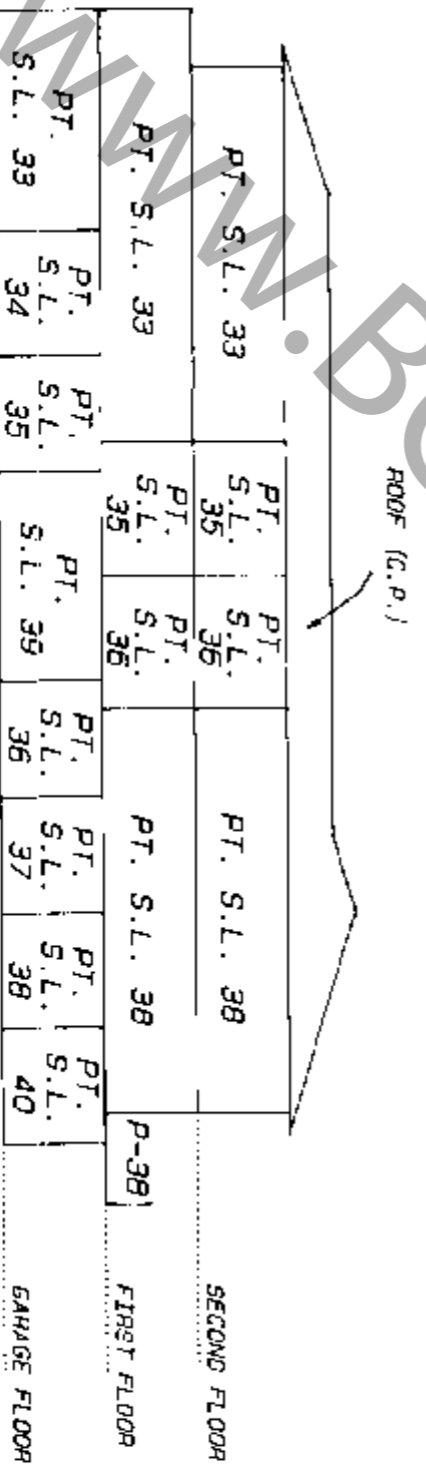 ROOF (C.P.)
PT. S.L. 33
PT.
S.L.
35
PT.
S.L.
36
PT. S.L. 38
SECOND FLOOR
PT. S.L. 33
PT.
S.L.
35
PT.
S.L.
36
PT. S.L. 38
P-38
FIRST FLOOR
PT.
S.L. 33
PT.
S.L.
34
PT.
S.L.
35
PT.
S.L. 39
PT.
S.L.
36
PT.
S.L.
37
PT.
S.L.
38
PT.
S.L.
40
GARAGE FLOOR
www.BC